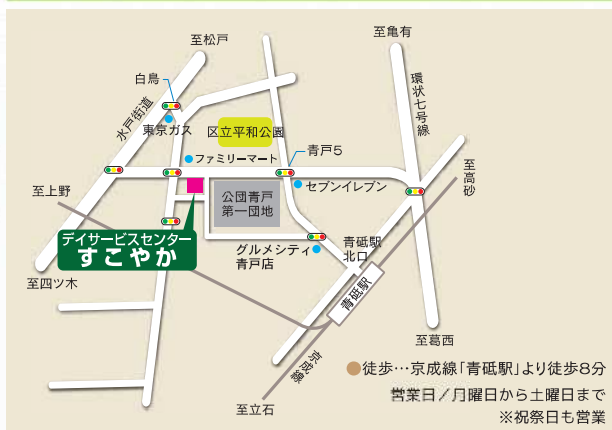 至松戸
至亀有
白鳥
水戸街道
環状七号線
東京ガス
区立平和公園
青戸5
ファミリーマート
至高砂
セブンイレブン
至上野
公団青戸
第一団地
デイサービスセンター
すこやか
青砥駅
北口
グルメシティ
青戸店
至四ツ木
青砥駅
至葛西
京成線
●徒歩…京成線「青砥駅」より徒歩8分
営業日／月曜日から土曜日まで
至立石
※祝祭日も営業